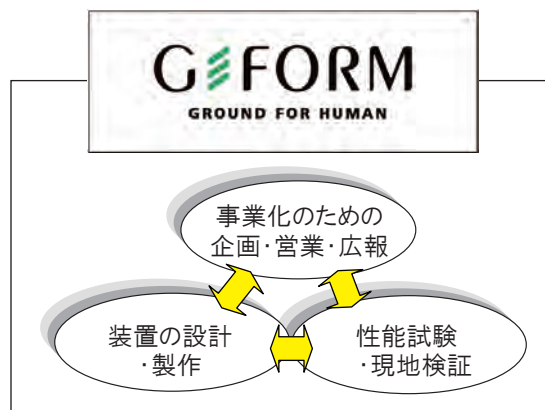 G FORM
GROUND FOR HUMAN
事業化のための
企画・営業・広報
装置の設計
・製作
性能試験
・現地検証